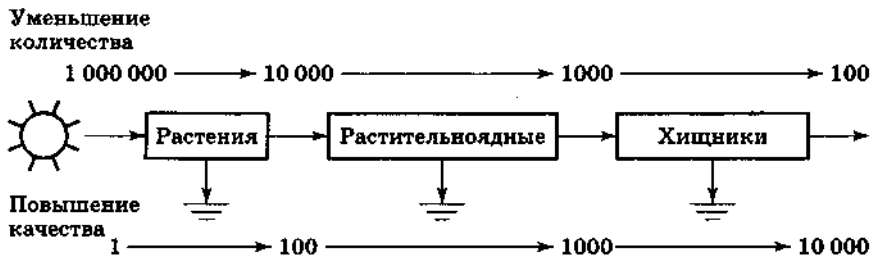 Уменьшение
количества
1 000 000 10 000 1000 100
Растения Растительноядные Хищники
Повышение
качества
1 100 1000 10 000